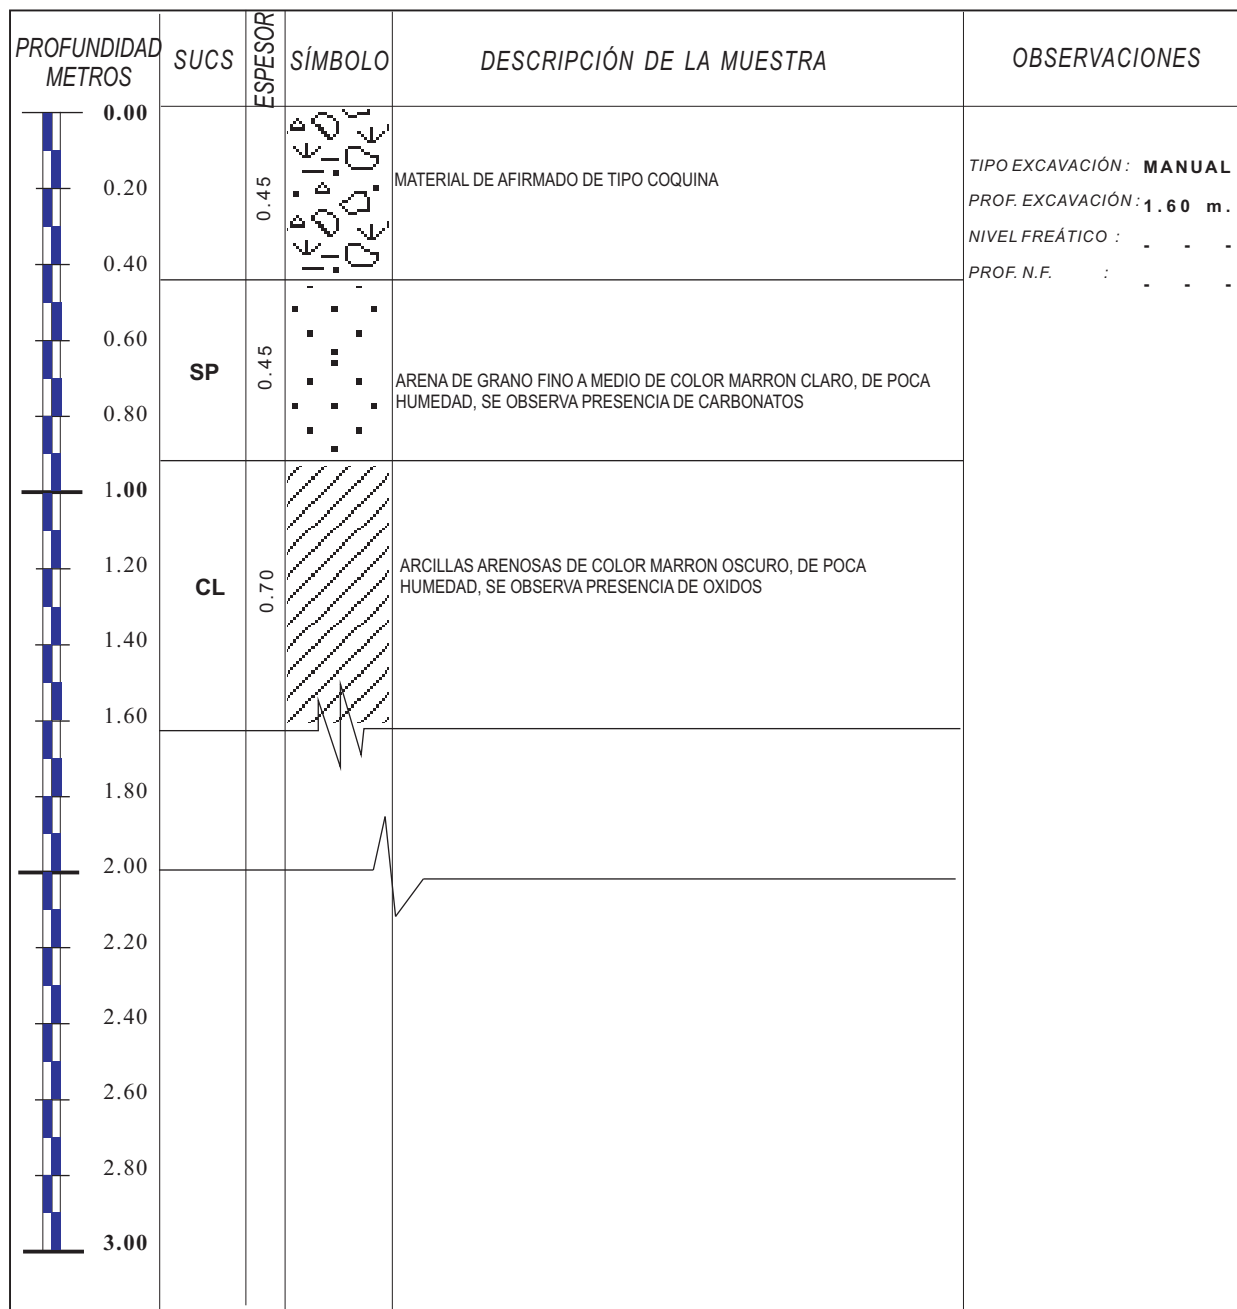 PROFUNDIDAD
METROS
SUCS
ESPESOR
SÍMBOLO
DESCRIPCIÓN DE LA MUESTRA
OBSERVACIONES
0.00
0.20
0.40
0.60
0.80
1.00
1.20
1.40
1.60
1.80
2.00
2.20
2.40
2.60
2.80
3.00
0.45
MATERIAL DE AFIRMADO DE TIPO COQUINA
SP
0.45
ARENA DE GRANO FINO A MEDIO DE COLOR MARRON CLARO, DE POCA
HUMEDAD, SE OBSERVA PRESENCIA DE CARBONATOS
CL
0.70
ARCILLAS ARENOSAS DE COLOR MARRON OSCURO, DE POCA
HUMEDAD, SE OBSERVA PRESENCIA DE OXIDOS
TIPO EXCAVACIÓN : MANUAL
PROF. EXCAVACIÓN : 1.60 m.
NIVEL FREÁTICO : - - -
PROF. N.F. : - - -